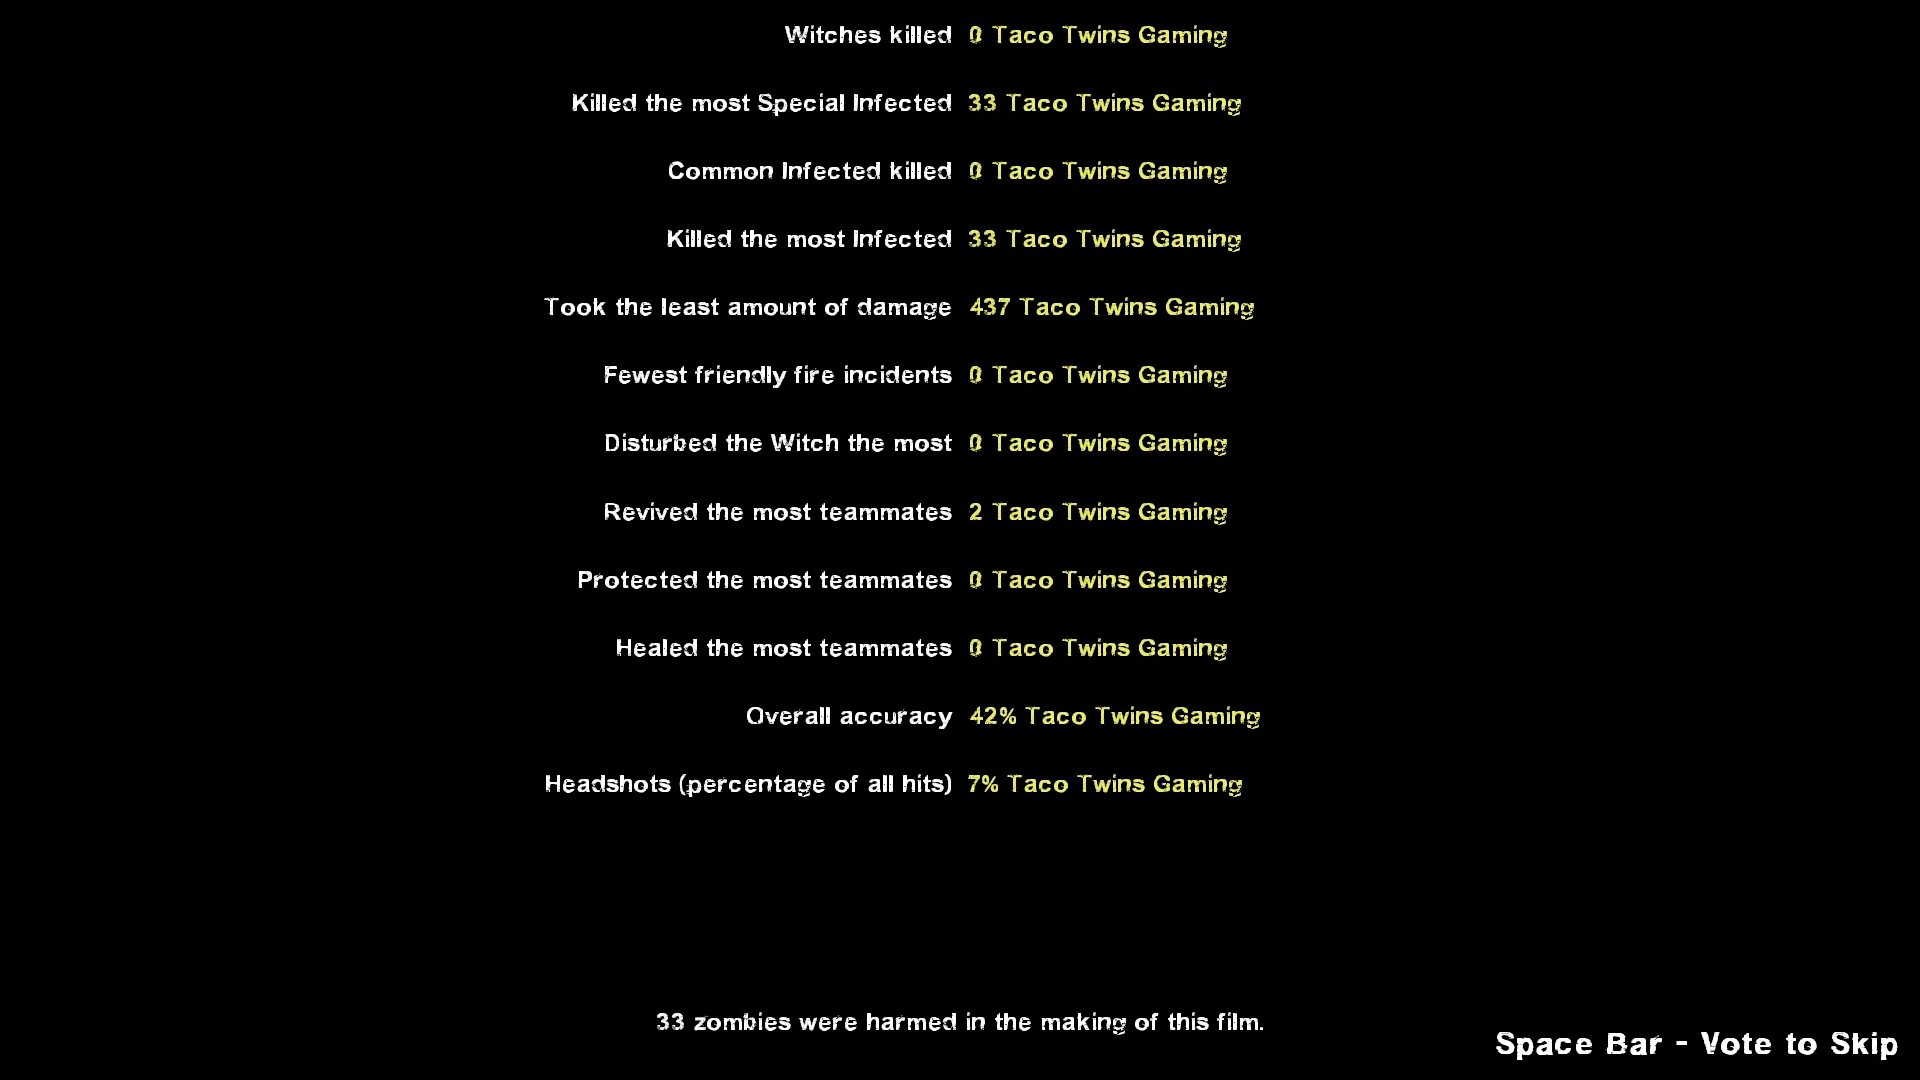 Witches killed 0 Taco Twins Gaming
Killed the most Special Infected 33 Taco Twins Gaming
Common Infected killed 0 Taco Twins Gaming
Killed the most Infected 33 Taco Twins Gaming
Took the least amount of damage 437 Taco Twins Gaming
Fewest friendly fire incidents 0 Taco Twins Gaming
Disturbed the Witch the most 0 Taco Twins Gaming
Revived the most teammates 2 Taco Twins Gaming
Protected the most teammates 0 Taco Twins Gaming
Healed the most teammates 0 Taco Twins Gaming
Overall accuracy 42% Taco Twins Gaming
Headshots (percentage of all hits) 7% Taco Twins Gaming
33 zombies were harmed in the making of this film.
Space Bar - Vote to Skip